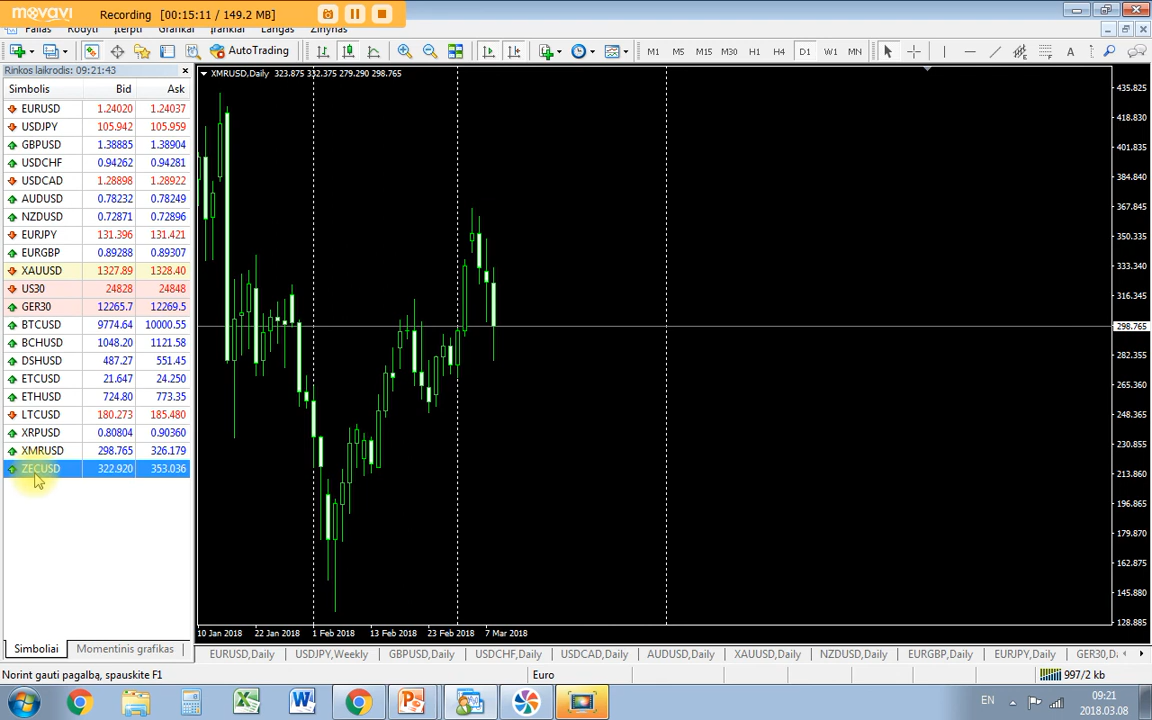 movavi Recording (00:15:11 / 149.2 MB)
Failas Rodyti Įterpti Grafikai Įrankiai Langas Žinynas
AutoTrading M1 M5 M15 M30 H1 H4 D1 W1 MN A
Rinkos laikrodis: 09:21:43
Simbolis Bid Ask
EURUSD 1.24020 1.24037
USDJPY 105.942 105.959
GBPUSD 1.38885 1.38904
USDCHF 0.94262 0.94281
USDCAD 1.28898 1.28922
AUDUSD 0.78232 0.78249
NZDUSD 0.72871 0.72896
EURJPY 131.396 131.421
EURGBP 0.89288 0.89307
XAUUSD 1327.89 1328.40
US30 24828 24848
GER30 12265.7 12269.5
BTCUSD 9774.64 10000.55
BCHUSD 1048.20 1121.58
DSHUSD 487.27 551.45
ETCUSD 21.647 24.250
ETHUSD 724.80 773.35
LTCUSD 180.273 185.480
XRPUSD 0.80804 0.90360
XMRUSD 298.765 326.179
ZECUSD 322.920 353.036
Simboliai Momentinis grafikas
XMRUSD,Daily 323.875 332.375 279.290 298.765
435.825
418.830
401.835
384.840
367.845
350.335
333.340
316.345
298.765
282.355
265.360
248.365
230.855
213.860
196.865
179.870
162.875
145.880
128.885
10 Jan 2018 22 Jan 2018 1 Feb 2018 13 Feb 2018 23 Feb 2018 7 Mar 2018
EURUSD,Daily USDJPY,Weekly GBPUSD,Daily USDCHF,Daily USDCAD,Daily AUDUSD,Daily XAUUSD,Daily NZDUSD,Daily EURGBP,Daily EURJPY,Daily GER30,Da
Norint gauti pagalbą, spauskite F1 Euro 997/2 kb
EN 09:21
2018.03.08